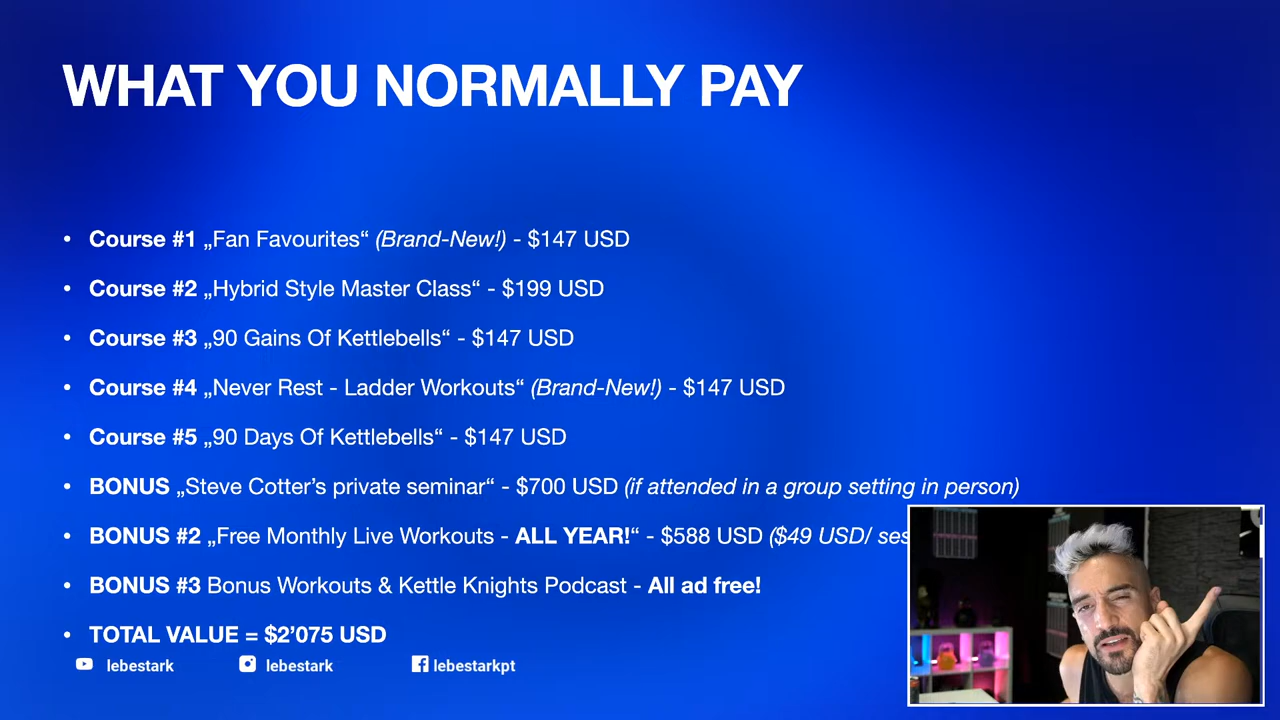 WHAT YOU NORMALLY PAY
• Course #1 „Fan Favourites“ (Brand-New!) - $147 USD
• Course #2 „Hybrid Style Master Class“ - $199 USD
• Course #3 „90 Gains Of Kettlebells“ - $147 USD
• Course #4 „Never Rest - Ladder Workouts“ (Brand-New!) - $147 USD
• Course #5 „90 Days Of Kettlebells“ - $147 USD
• BONUS „Steve Cotter’s private seminar“ - $700 USD (if attended in a group setting in person)
• BONUS #2 „Free Monthly Live Workouts - ALL YEAR!“ - $588 USD ($49 USD/ ses
• BONUS #3 Bonus Workouts & Kettle Knights Podcast - All ad free!
• TOTAL VALUE = $2’075 USD
lebestark lebestark lebestarkpt